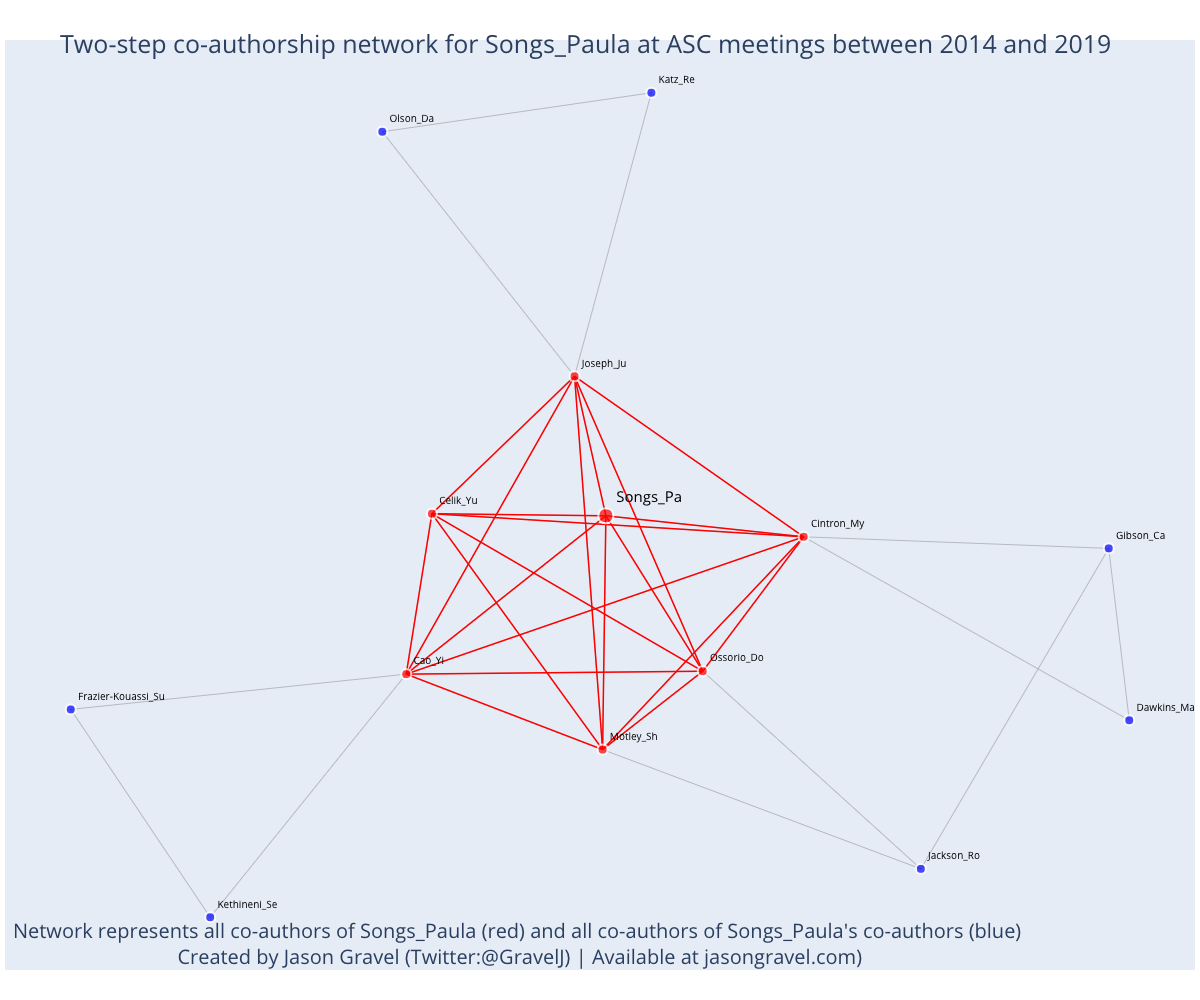 Two-step co-authorship network for Songs_Paula at ASC meetings between 2014 and 2019
Katz_Re
Olson_Da
Joseph_Ju
Songs_Pa
Celik_Yu
Cintron_My
Gibson_Ca
Cao_Yi
Ossorio_Do
Frazier-Kouassi_Su
Dawkins_Ma
Motley_Sh
Jackson_Ro
Kethineni_Se
Network represents all co-authors of Songs_Paula (red) and all co-authors of Songs_Paula's co-authors (blue)
Created by Jason Gravel (Twitter:@GravelJ) | Available at jasongravel.com)